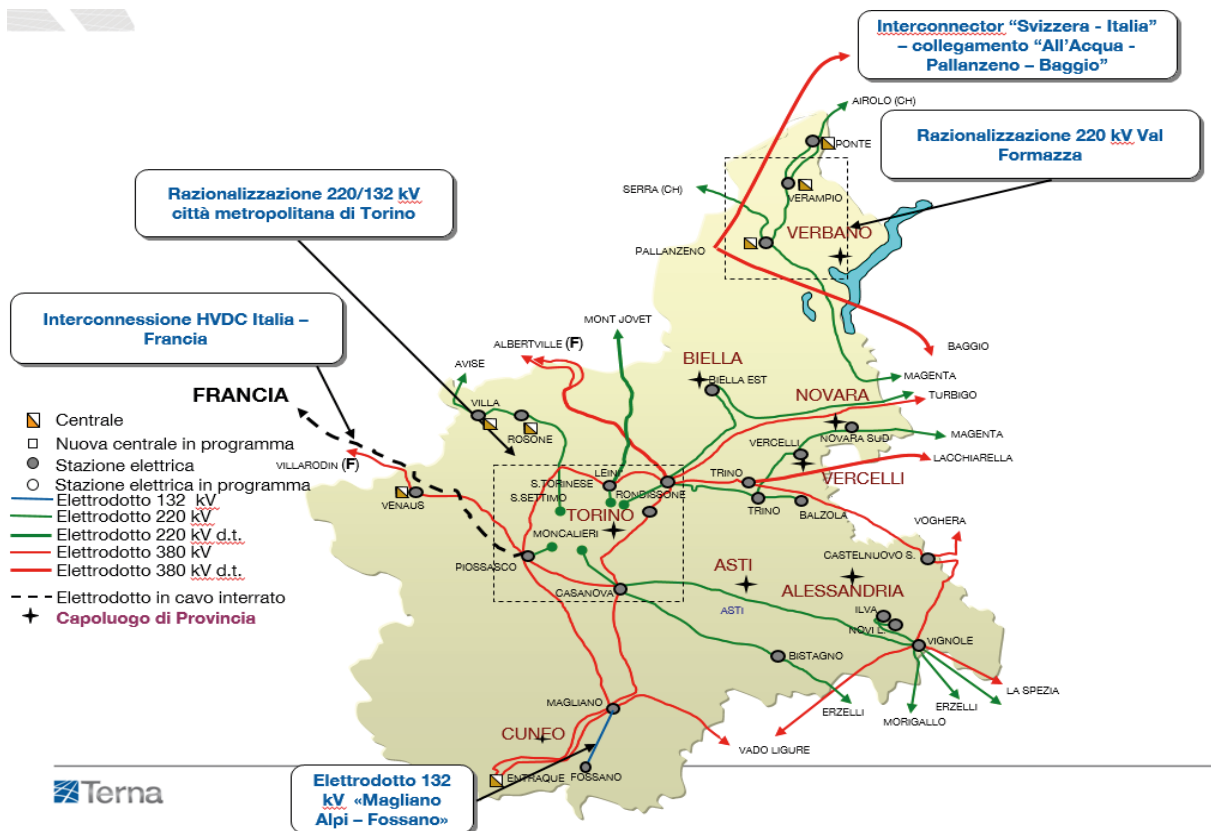 Interconnector “Svizzera - Italia”
– collegamento “All’Acqua -
Pallanzeno – Baggio”
AIROLO (CH)
PONTE
Razionalizzazione 220 kV Val
Formazza
Razionalizzazione 220/132 kV
città metropolitana di Torino
SERRA (CH)
VERAMPIO
VERBANO
PALLANZENO
Interconnessione HVDC Italia –
Francia
MONT JOVET
ALBERTVILLE (F)
BAGGIO
AVISE
BIELLA
BIELLA EST
MAGENTA
FRANCIA
NOVARA
TURBIGO
VILLA
ROSONE
Centrale
Nuova centrale in programma
Stazione elettrica
Stazione elettrica in programma
Elettrodotto 132 kV
Elettrodotto 220 kV
Elettrodotto 220 kV d.t.
Elettrodotto 380 kV
Elettrodotto 380 kV d.t.
Elettrodotto in cavo interrato
Capoluogo di Provincia
VERCELLI
NOVARA SUD
MAGENTA
VILLARODIN (F)
LACCHIARELLA
LEINI'
S.TORINESE
RONDISSONE
TRINO
VERCELLI
VENAUS
S.SETTIMO
TORINO
TRINO
BALZOLA
VOGHERA
MONCALIERI
PIOSSASCO
CASTELNUOVO S.
ASTI
CASANOVA
ALESSANDRIA
ASTI
ILVA
NOVI L.
VIGNOLE
BISTAGNO
LA SPEZIA
MAGLIANO
ERZELLI
ERZELLI
MORIGALLO
CUNEO
VADO LIGURE
ENTRAQUE
FOSSANO
Elettrodotto 132
kV «Magliano
Alpi – Fossano»
Terna